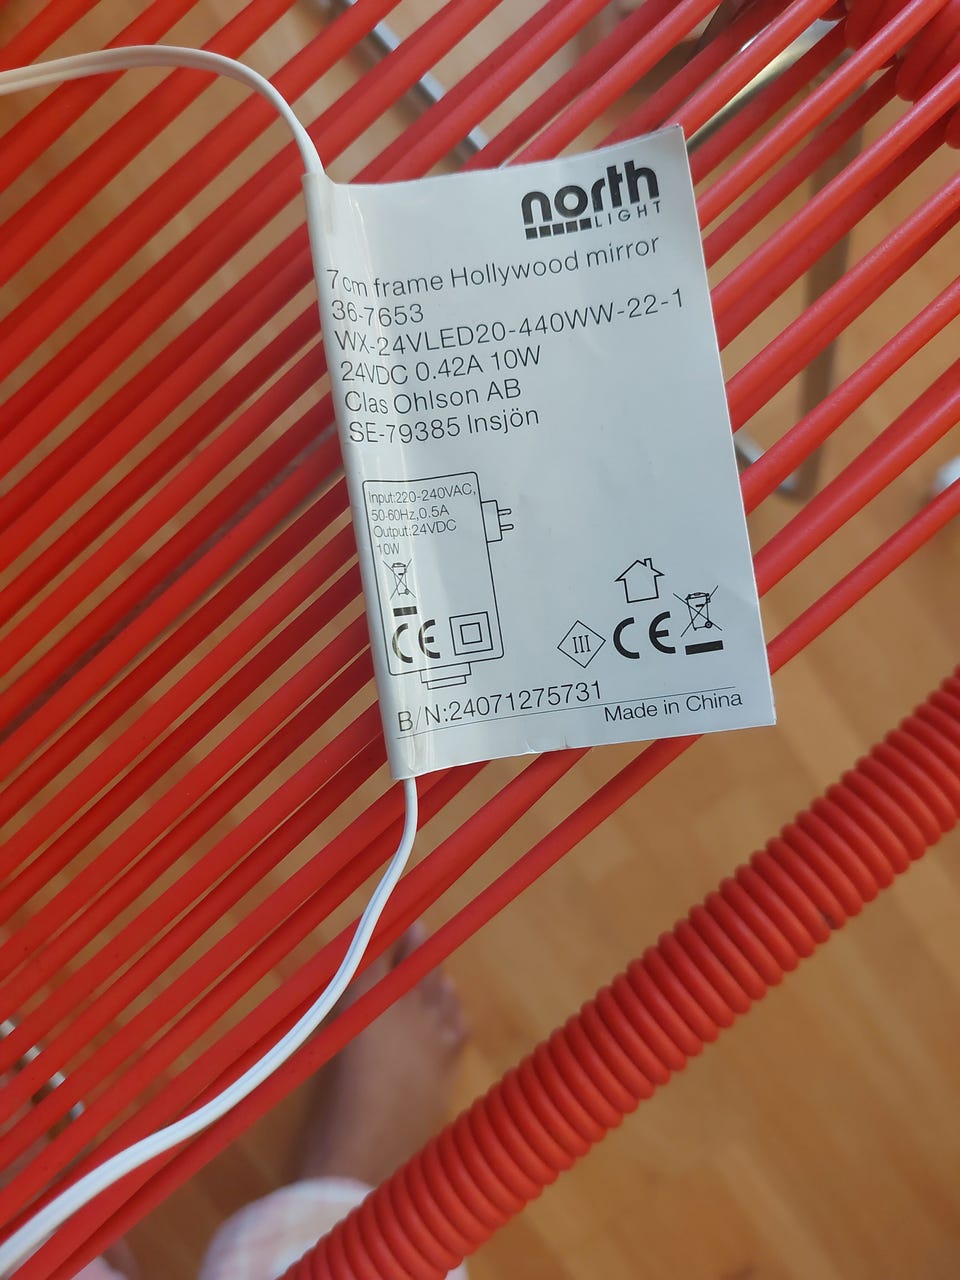 north
LIGHT
7cm frame Hollywood mirror
36-7653
WX-24VLED20-440WW-22-1
24VDC 0.42A 10W
Clas Ohlson AB
SE-79385 Insjön
Input:220-240VAC,
50-60Hz,0.5A
Output:24VDC
10W
CE
III
CE
B/N:24071275731
Made in China